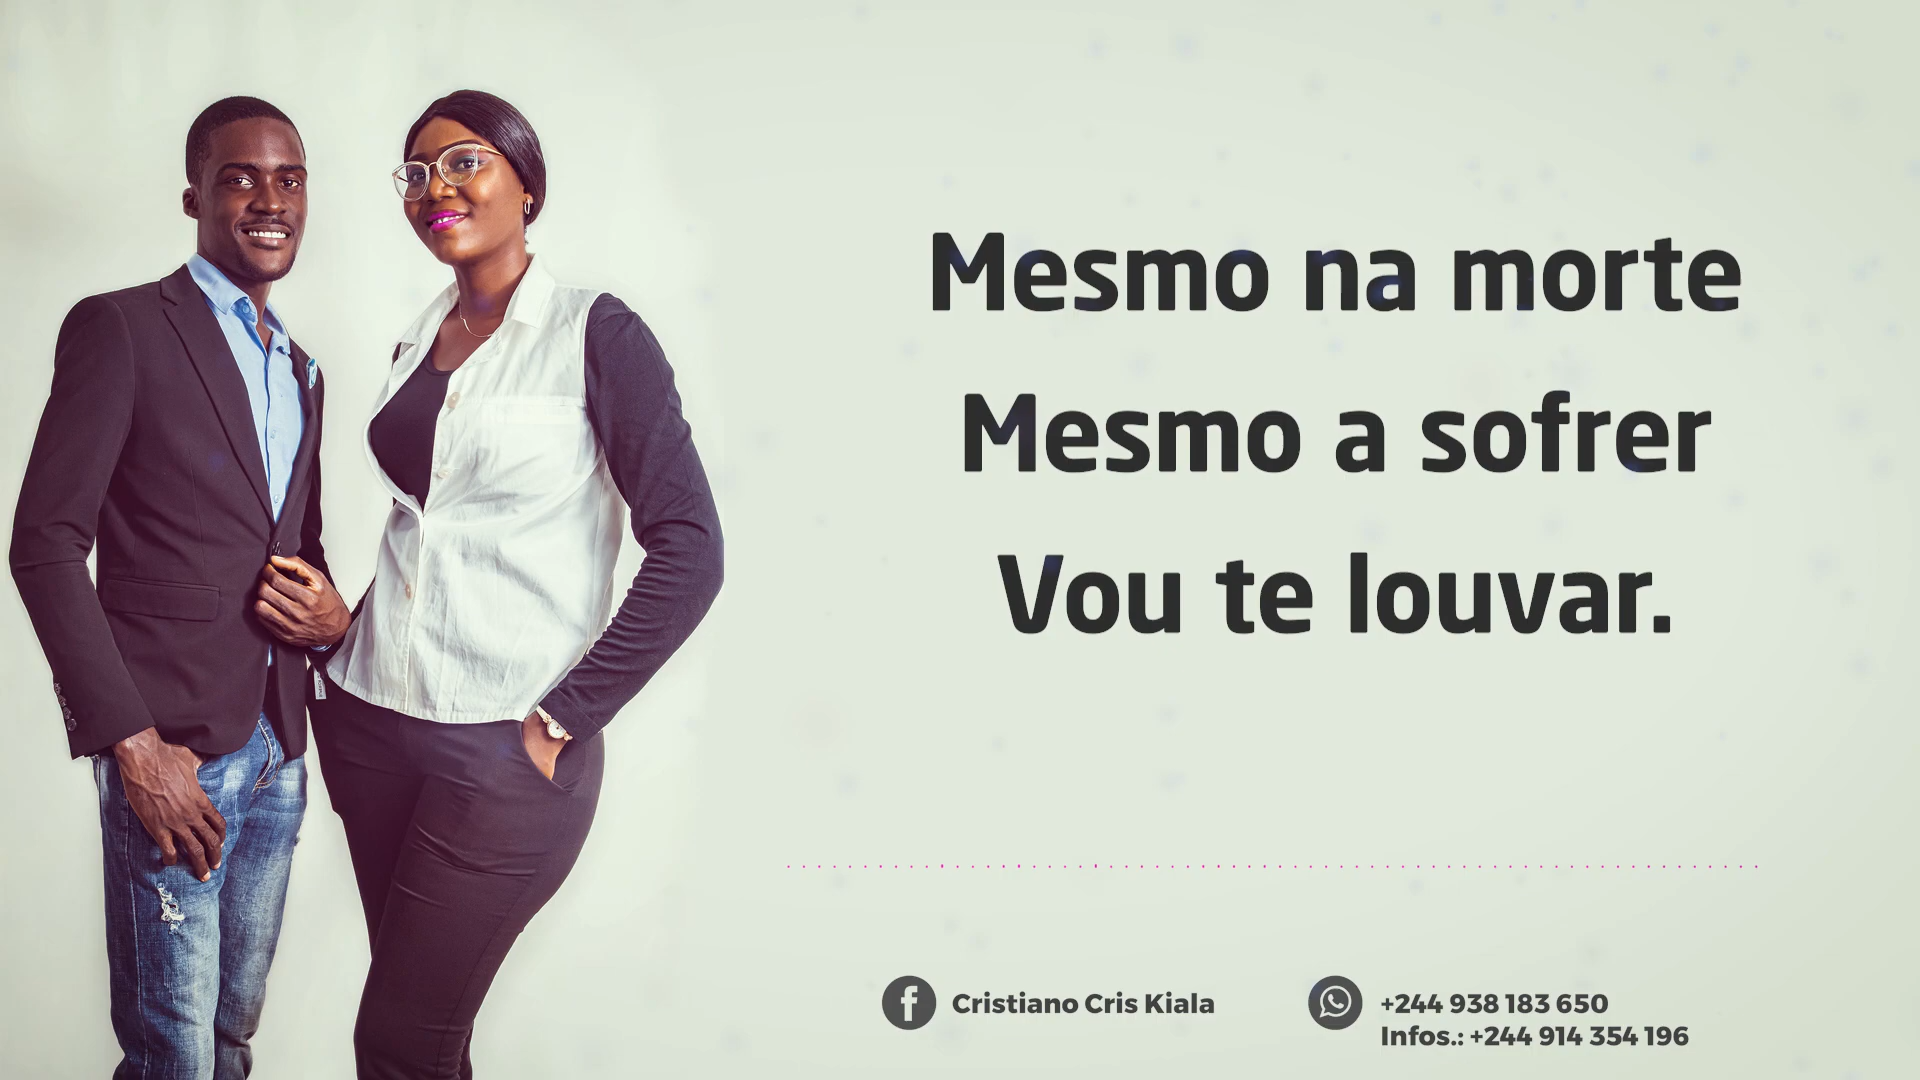 Mesmo na morte
Mesmo a sofrer
Vou te louvar.
Cristiano Cris Kiala
+244 938 183 650
Infos.: +244 914 354 196